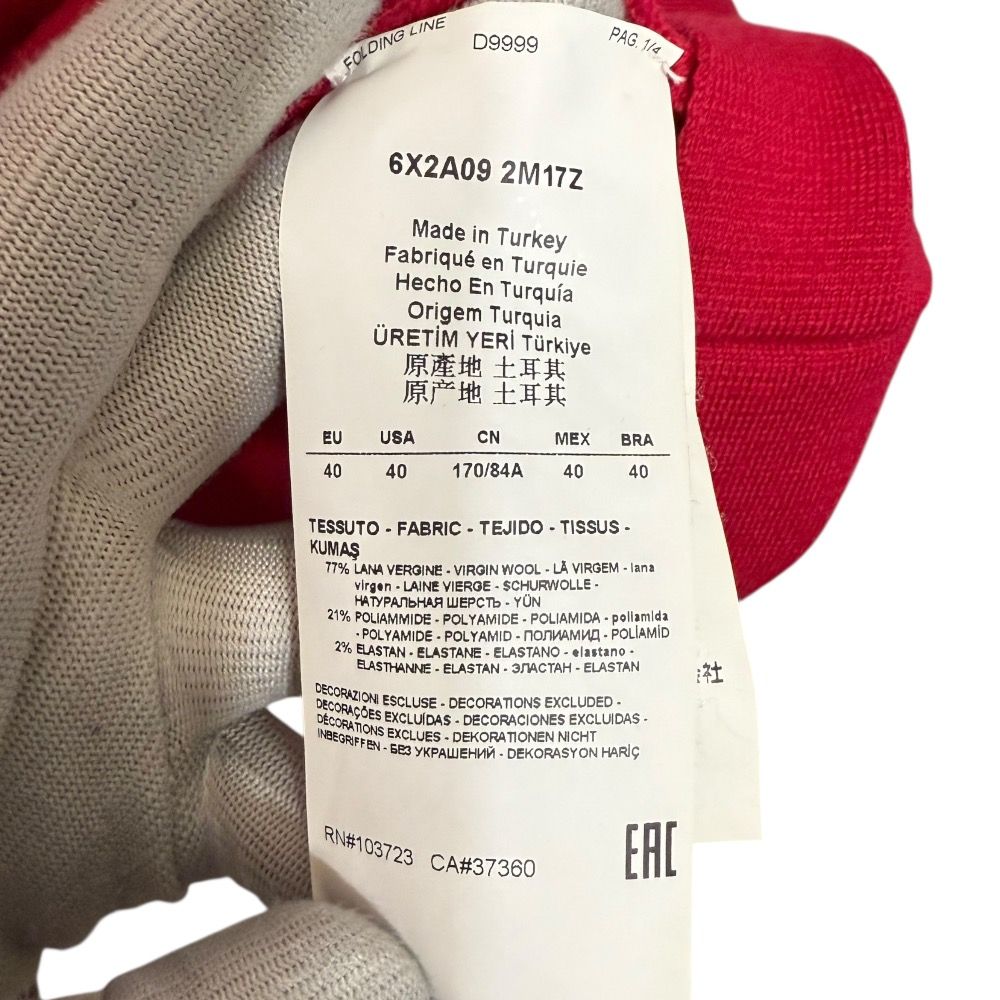 FOLDING LINE D9999 PAG. 1/4
6X2A09 2M17Z
Made in Turkey
Fabriqué en Turquie
Hecho En Turquía
Origem Turquia
ÜRETİM YERİ Türkiye
原產地 土耳其
原产地 土耳其
EU USA CN MEX BRA
40 40 170/84A 40 40
TESSUTO - FABRIC - TEJIDO - TISSUS -
KUMAŞ
77% LANA VERGINE - VIRGIN WOOL - LÃ VIRGEM - lana
virgen - LAINE VIERGE - SCHURWOLLE -
НАТУРАЛЬНАЯ ШЕРСТЬ - YÜN
21% POLIAMMIDE - POLYAMIDE - POLIAMIDA - poliamida
- POLYAMIDE - POLYAMID - ПОЛИАМИД - POLİAMİD
2% ELASTAN - ELASTANE - ELASTANO - elastano -
ELASTHANNE - ELASTAN - ЭЛАСТАН - ELASTAN
DECORAZIONI ESCLUSE - DECORATIONS EXCLUDED -
DECORAÇÕES EXCLUÍDAS - DECORACIONES EXCLUIDAS -
DÉCORATIONS EXCLUES - DEKORATIONEN NICHT
INBEGRIFFEN - БЕЗ УКРАШЕНИЙ - DEKORASYON HARİÇ
RN#103723 CA#37360
EAC